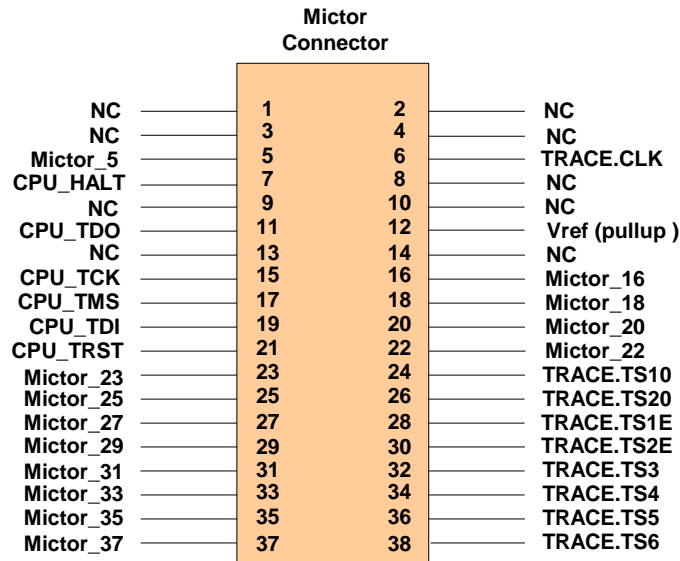 Mictor
Connector
NC 1 2 NC
NC 3 4 NC
Mictor_5 5 6 TRACE.CLK
CPU_HALT 7 8 NC
NC 9 10 NC
CPU_TDO 11 12 Vref (pullup )
NC 13 14 NC
CPU_TCK 15 16 Mictor_16
CPU_TMS 17 18 Mictor_18
CPU_TDI 19 20 Mictor_20
CPU_TRST 21 22 Mictor_22
Mictor_23 23 24 TRACE.TS10
Mictor_25 25 26 TRACE.TS20
Mictor_27 27 28 TRACE.TS1E
Mictor_29 29 30 TRACE.TS2E
Mictor_31 31 32 TRACE.TS3
Mictor_33 33 34 TRACE.TS4
Mictor_35 35 36 TRACE.TS5
Mictor_37 37 38 TRACE.TS6